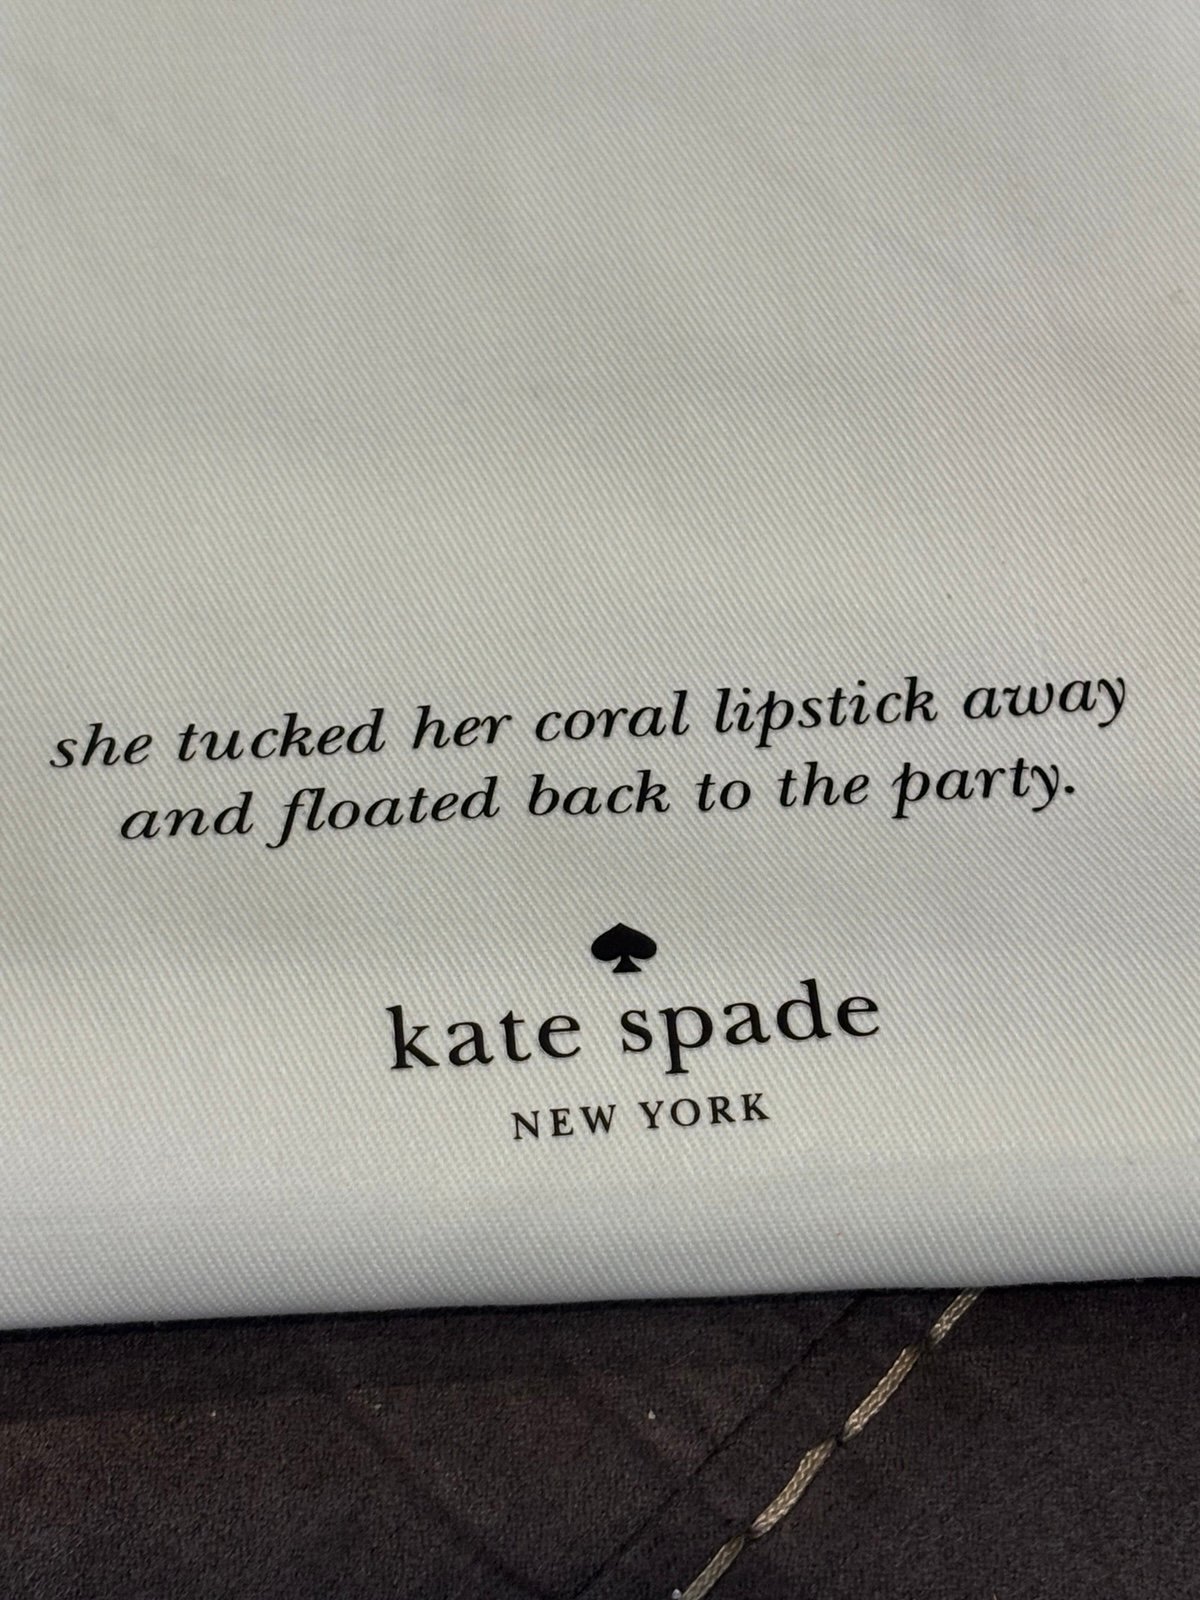 she tucked her coral lipstick away
and floated back to the party.
kate spade
NEW YORK